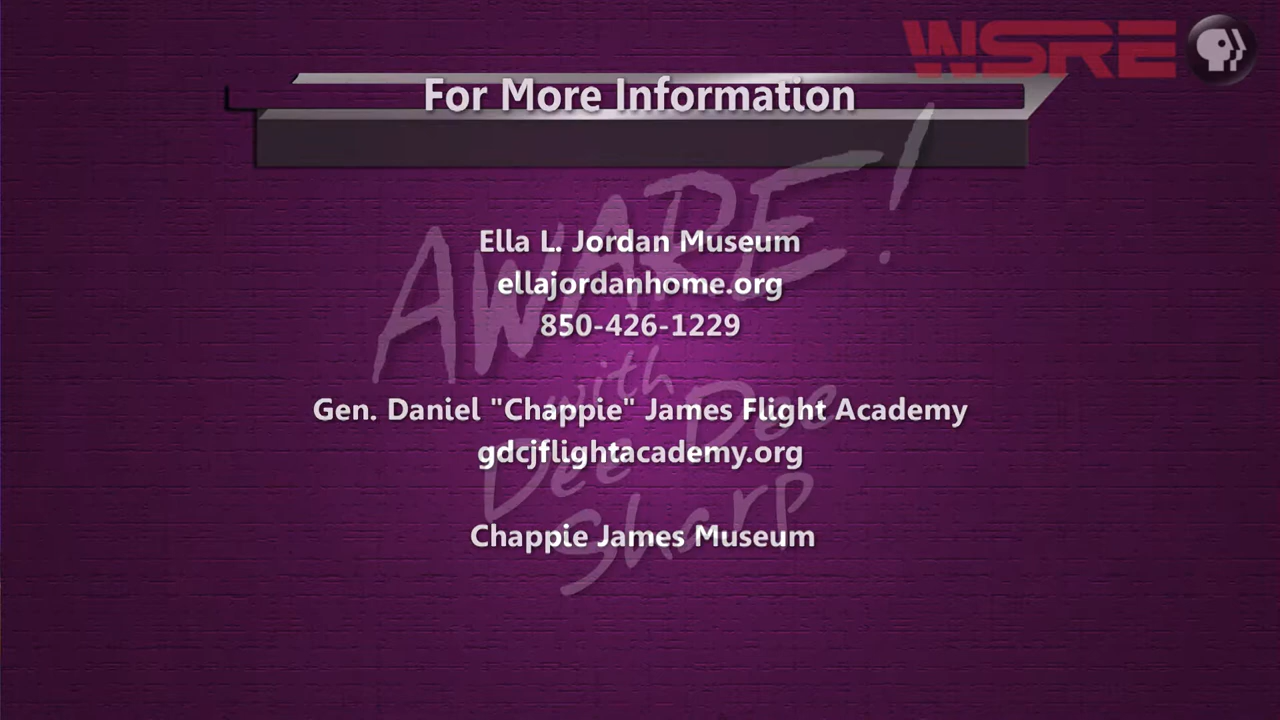 WSRE
For More Information
AWARE!
with
Dee Dee
Sharp
Ella L. Jordan Museum
ellajordanhome.org
850-426-1229
Gen. Daniel "Chappie" James Flight Academy
gdcjflightacademy.org
Chappie James Museum